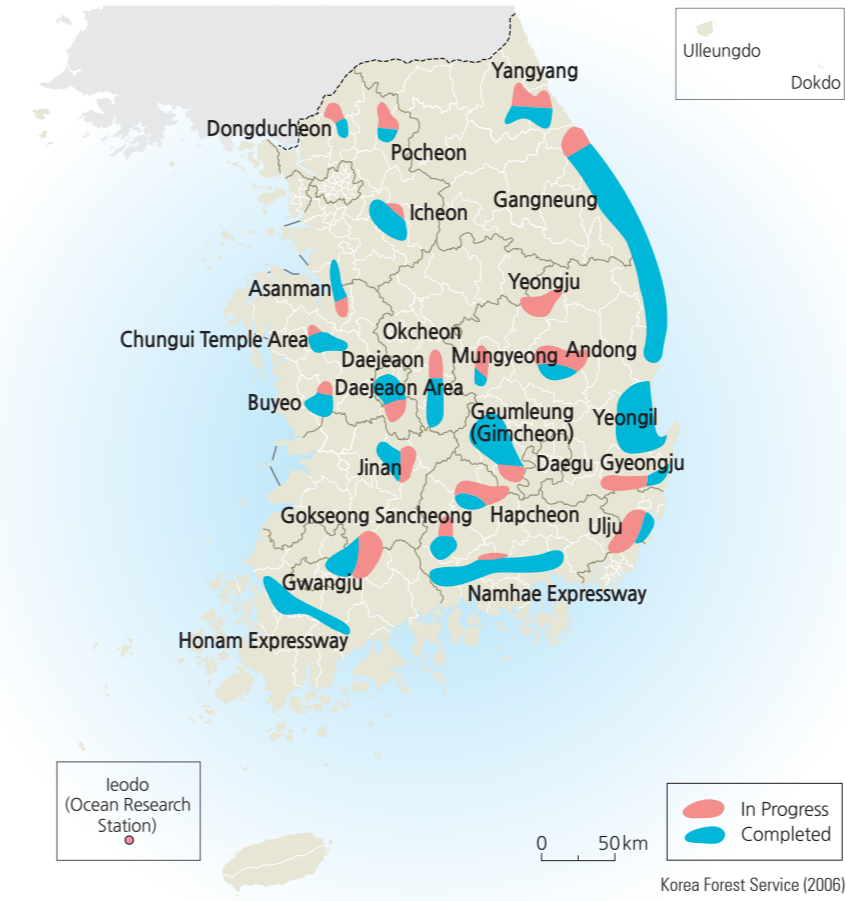 Ulleungdo
Dokdo
Yangyang
Dongducheon
Pocheon
Icheon
Gangneung
Asanman
Yeongju
Chungui Temple Area
Okcheon
Daejeaon
Mungyeong
Andong
Daejeaon Area
Buyeo
Geumleung
(Gimcheon)
Yeongil
Jinan
Daegu
Gyeongju
Gokseong
Sancheong
Hapcheon
Ulju
Gwangju
Namhae Expressway
Honam Expressway
Ieodo
(Ocean Research
Station)
In Progress
Completed
0
50 km
Korea Forest Service (2006)